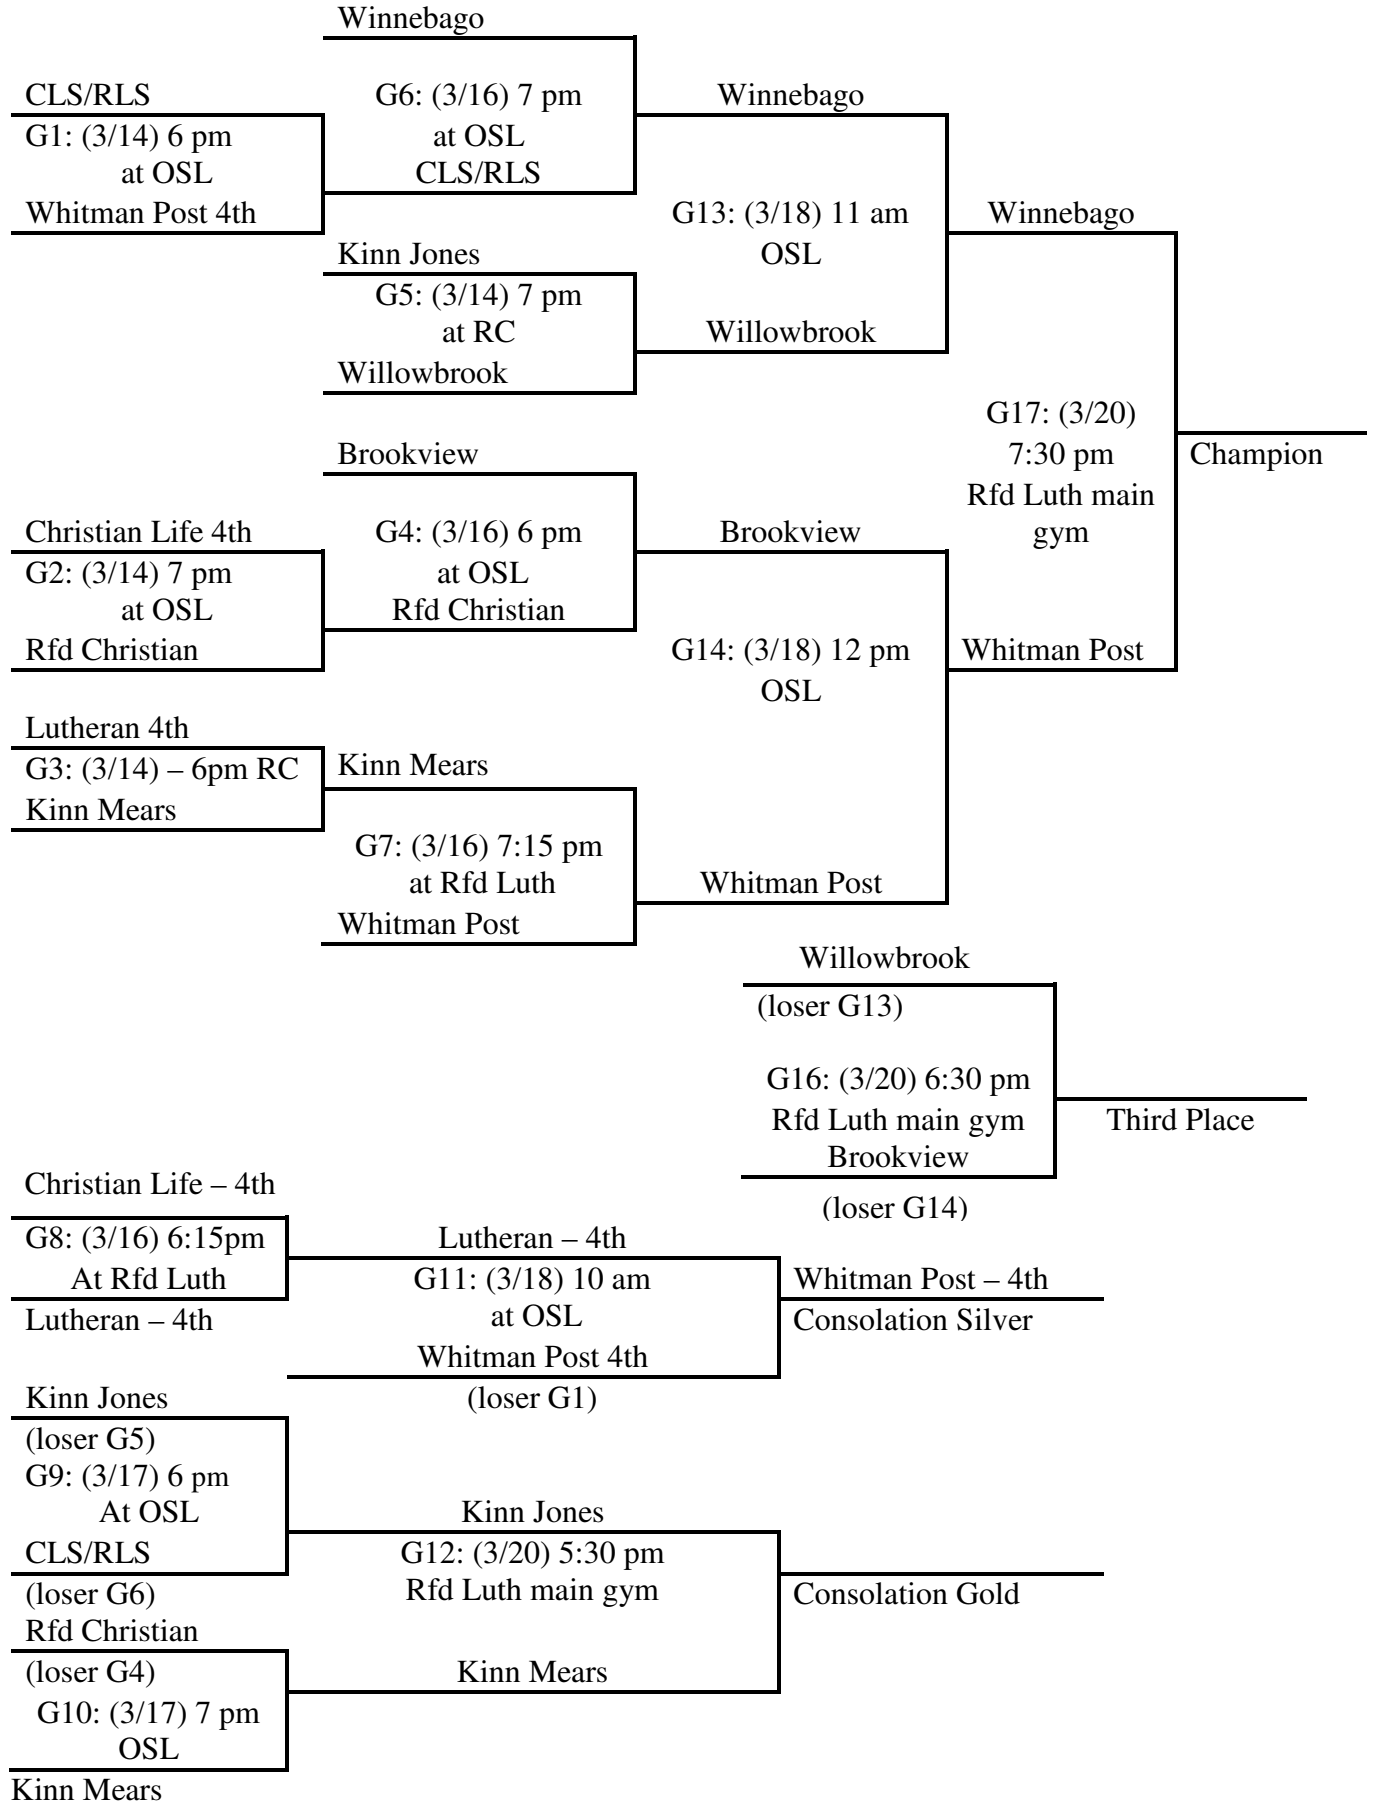 Winnebago
CLS/RLS
G6: (3/16) 7 pm
Winnebago
G1: (3/14) 6 pm
at OSL
at OSL
CLS/RLS
Whitman Post 4th
G13: (3/18) 11 am
Winnebago
Kinn Jones
OSL
G5: (3/14) 7 pm
at RC
Willowbrook
Willowbrook
G17: (3/20)
Brookview
7:30 pm
Champion
Rfd Luth main
Christian Life 4th
G4: (3/16) 6 pm
Brookview
gym
G2: (3/14) 7 pm
at OSL
at OSL
Rfd Christian
Rfd Christian
G14: (3/18) 12 pm
Whitman Post
OSL
Lutheran 4th
G3: (3/14) – 6pm RC
Kinn Mears
Kinn Mears
G7: (3/16) 7:15 pm
at Rfd Luth
Whitman Post
Whitman Post
Willowbrook
(loser G13)
G16: (3/20) 6:30 pm
Rfd Luth main gym
Third Place
Brookview
(loser G14)
Christian Life – 4th
G8: (3/16) 6:15pm
Lutheran – 4th
At Rfd Luth
G11: (3/18) 10 am
Whitman Post – 4th
Lutheran – 4th
at OSL
Consolation Silver
Whitman Post 4th
(loser G1)
Kinn Jones
(loser G5)
G9: (3/17) 6 pm
At OSL
Kinn Jones
CLS/RLS
G12: (3/20) 5:30 pm
(loser G6)
Rfd Luth main gym
Consolation Gold
Rfd Christian
(loser G4)
Kinn Mears
G10: (3/17) 7 pm
OSL
Kinn Mears